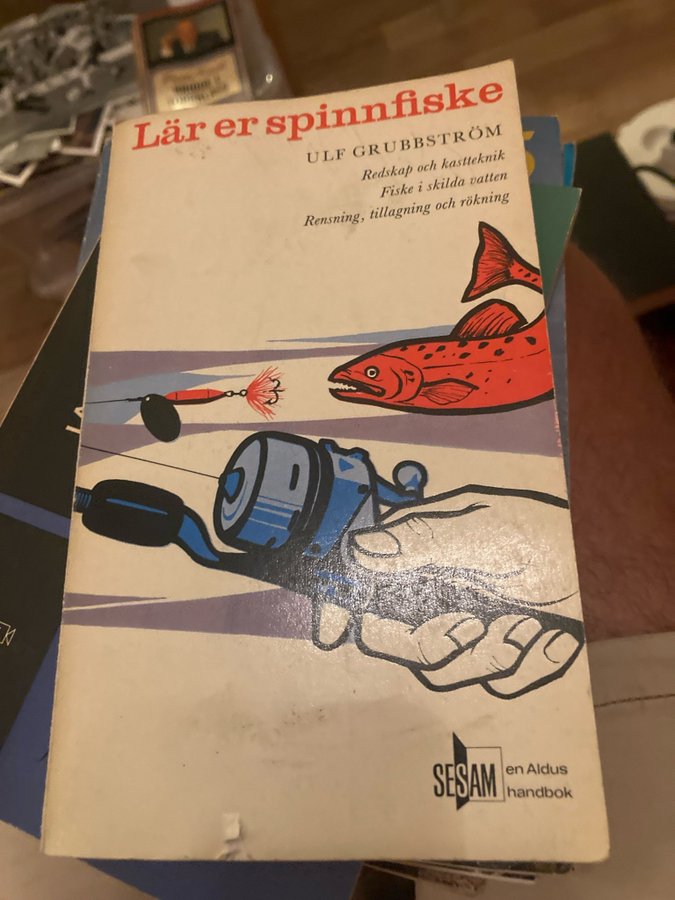 Lär er spinnfiske
ULF GRUBBSTRÖM
Redskap och kastteknik
Fiske i skilda vatten
Rensning, tillagning och rökning
SESAM
en Aldus
handbok